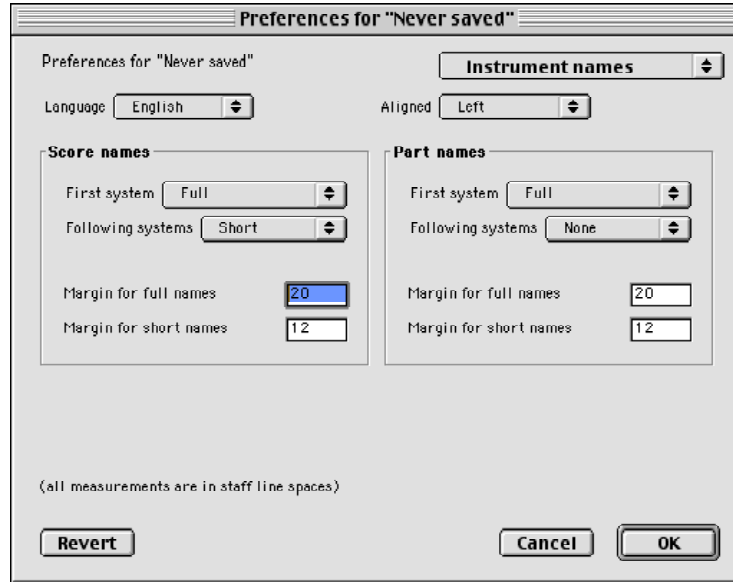 Preferences for "Never saved"
Preferences for "Never saved"
Instrument names
Language English
Aligned Left
Score names
First system Full
Following systems Short
Margin for full names 20
Margin for short names 12
Part names
First system Full
Following systems None
Margin for full names 20
Margin for short names 12
(all measurements are in staff line spaces)
Revert
Cancel
OK